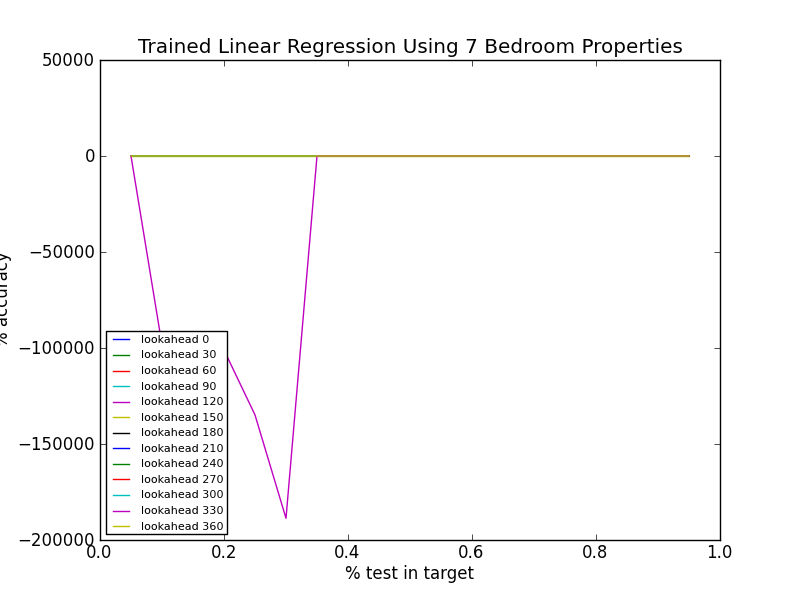 Trained Linear Regression Using 7 Bedroom Properties
50000
0
−50000
−100000
−150000
−200000
% accuracy
lookahead 0
lookahead 30
lookahead 60
lookahead 90
lookahead 120
lookahead 150
lookahead 180
lookahead 210
lookahead 240
lookahead 270
lookahead 300
lookahead 330
lookahead 360
0.0 0.2 0.4 0.6 0.8 1.0
% test in target